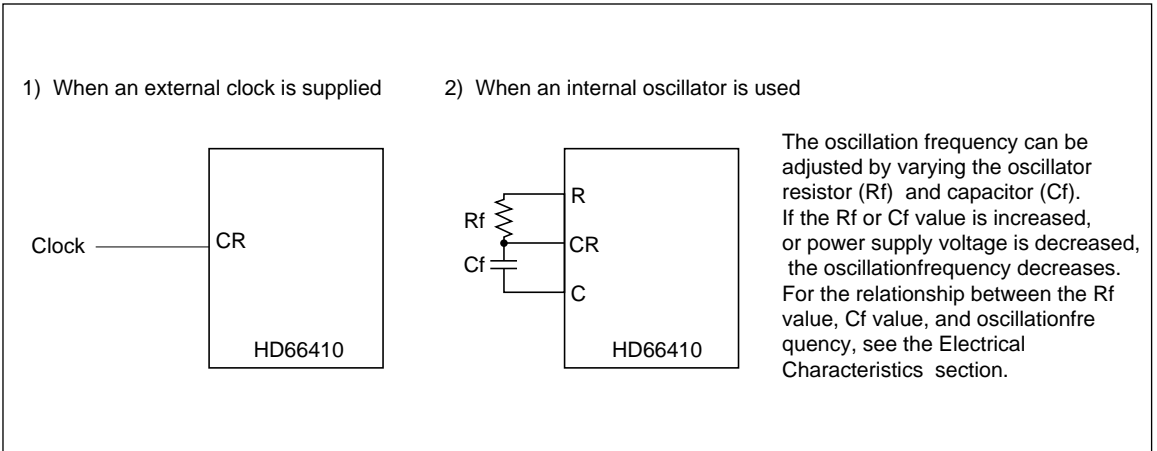 1) When an external clock is supplied
Clock
CR
HD66410
2) When an internal oscillator is used
Rf
Cf
R
CR
C
HD66410
The oscillation frequency can be
adjusted by varying the oscillator
resistor (Rf) and capacitor (Cf).
If the Rf or Cf value is increased,
or power supply voltage is decreased,
the oscillationfrequency decreases.
For the relationship between the Rf
value, Cf value, and oscillationfre
quency, see the Electrical
Characteristics section.